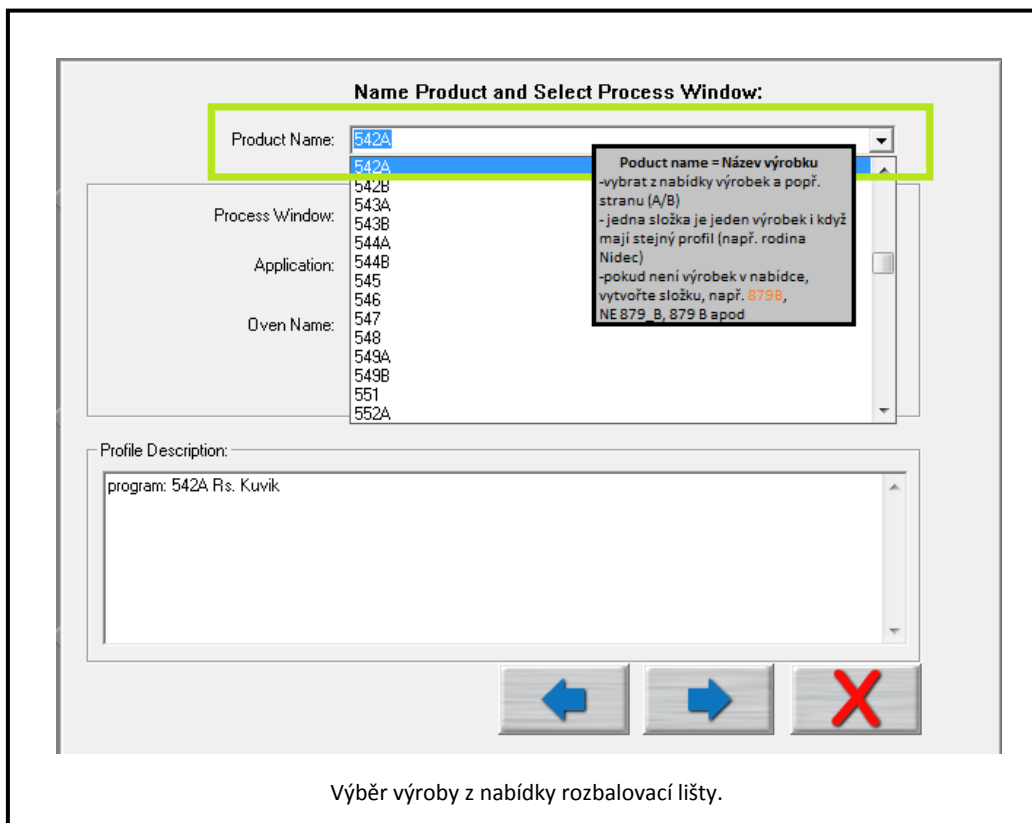 Name Product and Select Process Window:
Product Name:
542A
542A
542B
543A
543B
544A
544B
545
546
547
548
549A
549B
551
552A
Poduct name = Název výrobku
-vybrat z nabídky výrobek a popř.
stranu (A/B)
- jedna složka je jeden výrobek i když
mají stejný profil (např. rodina
Nidec)
-pokud není výrobek v nabídce,
vytvořte složku, např. 879B,
NE 879_B, 879 B apod
Process Window:
Application:
Oven Name:
Profile Description:
program: 542A Rs. Kuvik
Výběr výroby z nabídky rozbalovací lišty.